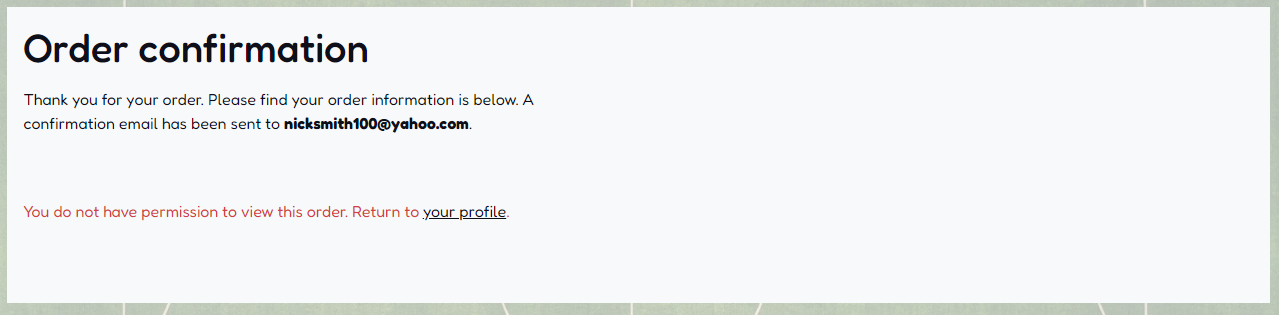 Order confirmation
Thank you for your order. Please find your order information is below. A
confirmation email has been sent to nicksmith100@yahoo.com.
You do not have permission to view this order. Return to your profile.